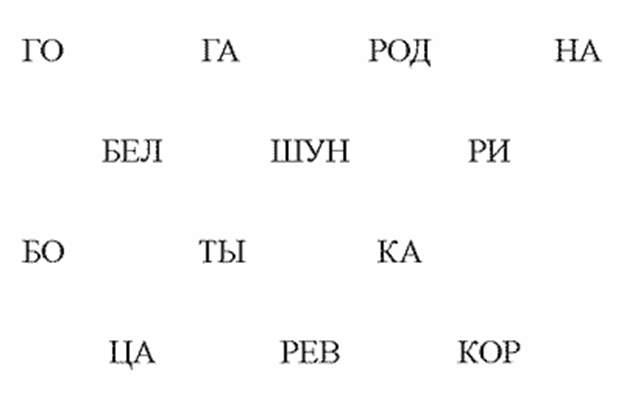 ГО ГА РОД НА
БЕЛ ШУН РИ
БО ТЫ КА
ЦА РЕВ КОР